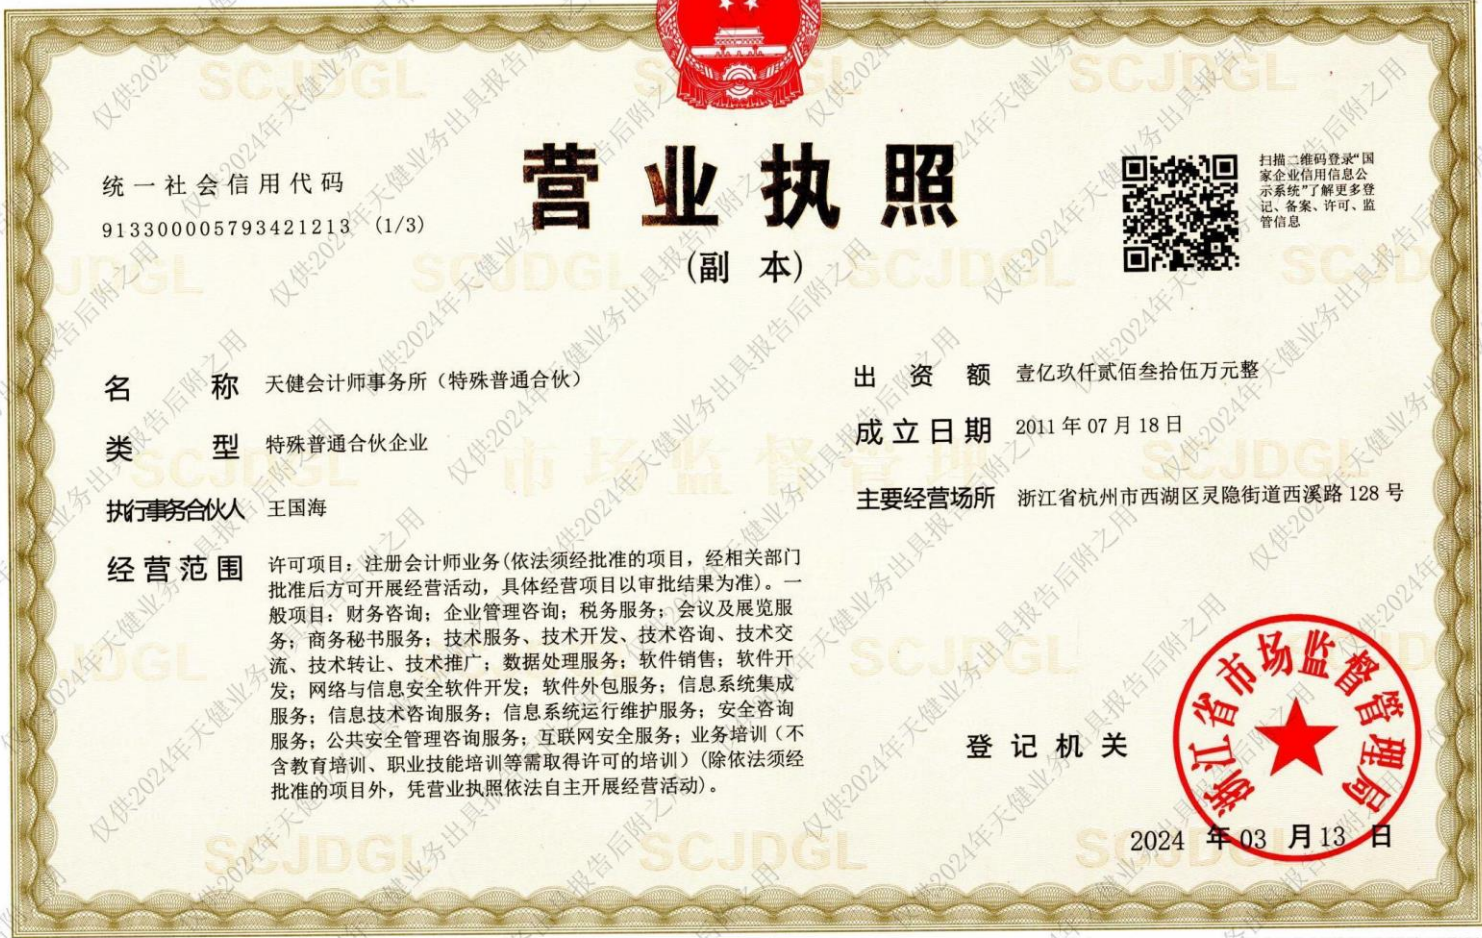 营业执照
(副 本)
统一社会信用代码
913300005793421213 (1/3)
扫描二维码登录“国
家企业信用信息公
示系统”了解更多登
记、备案、许可、监
管信息
名 称 天健会计师事务所（特殊普通合伙）
类 型 特殊普通合伙企业
执行事务合伙人 王国海
经营范围 许可项目：注册会计师业务(依法须经批准的项目，经相关部门
批准后方可开展经营活动，具体经营项目以审批结果为准)。一
般项目：财务咨询；企业管理咨询；税务服务；会议及展览服
务；商务秘书服务；技术服务、技术开发、技术咨询、技术交
流、技术转让、技术推广；数据处理服务；软件销售；软件开
发；网络与信息安全软件开发；软件外包服务；信息系统集成
服务；信息技术咨询服务；信息系统运行维护服务；安全咨询
服务；公共安全管理咨询服务；互联网安全服务；业务培训（不
含教育培训、职业技能培训等需取得许可的培训）(除依法须经
批准的项目外，凭营业执照依法自主开展经营活动)。
出 资 额 壹亿玖仟贰佰叁拾伍万元整
成立日期 2011 年 07 月 18 日
主要经营场所 浙江省杭州市西湖区灵隐街道西溪路 128 号
登记机关
浙江省市场监督管理局
2024 年 03 月 13 日
仅供2024年天健业务出具报告后附之用
SCJDGL
市场监督管理